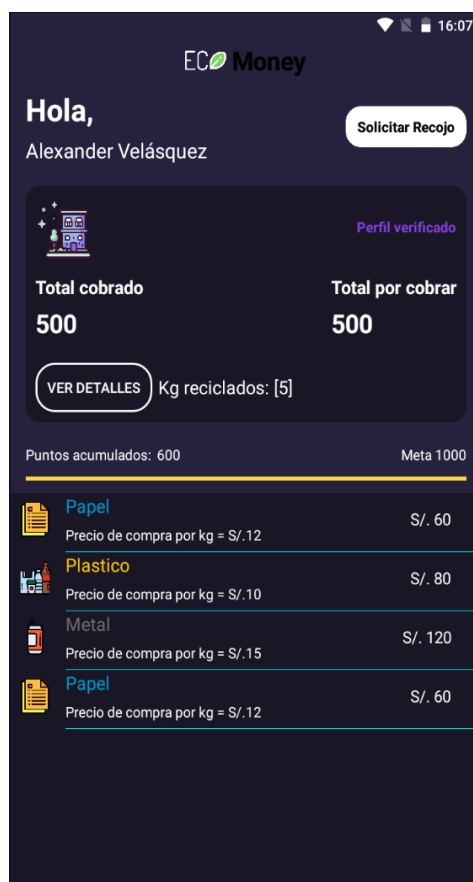 16:07
ECO Money
Hola,
Alexander Velásquez
Solicitar Recojo
Perfil verificado
Total cobrado
Total por cobrar
500
500
VER DETALLES
Kg reciclados: [5]
Puntos acumulados: 600
Meta 1000
Papel
S/. 60
Precio de compra por kg = S/.12
Plastico
S/. 80
Precio de compra por kg = S/.10
Metal
S/. 120
Precio de compra por kg = S/.15
Papel
S/. 60
Precio de compra por kg = S/.12